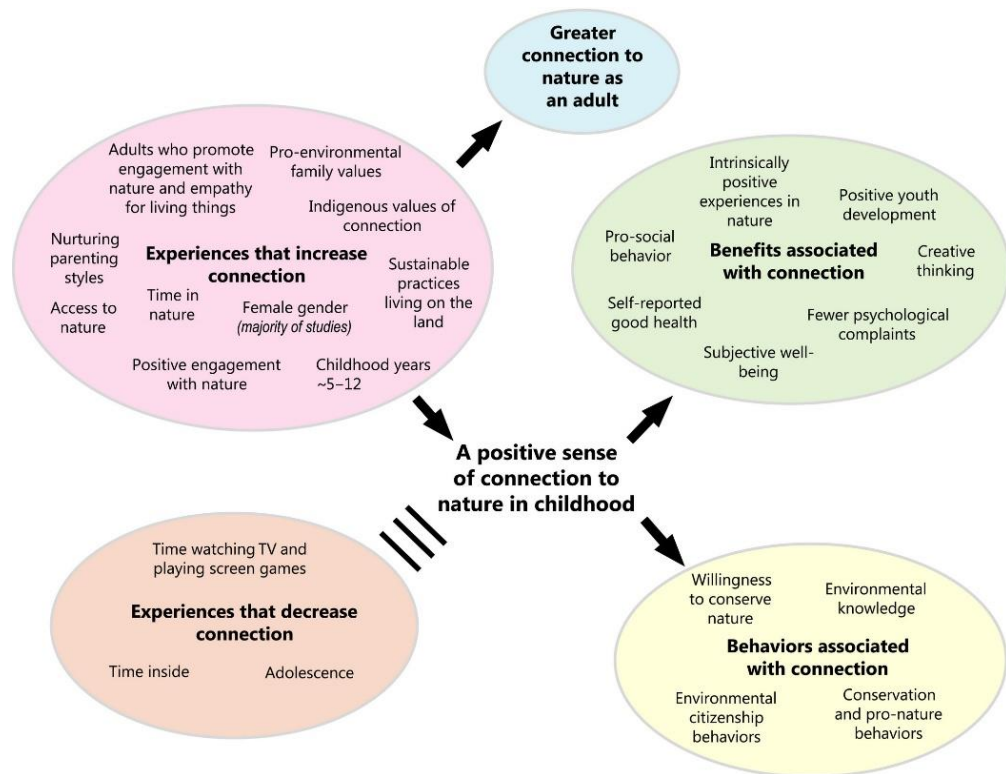 Greater
connection to
nature as
an adult
Adults who promote
engagement with
nature and empathy
for living things
Pro-environmental
family values
Indigenous values of
connection
Nurturing
parenting
styles
Experiences that increase
connection
Sustainable
practices
living on the
land
Access to
nature
Time in
nature
Female gender
(majority of studies)
Positive engagement
with nature
Childhood years
~5–12
Intrinsically
positive
experiences in
nature
Positive youth
development
Pro-social
behavior
Benefits associated
with connection
Creative
thinking
Self-reported
good health
Fewer psychological
complaints
Subjective well-
being
A positive sense
of connection to
nature in childhood
Time watching TV and
playing screen games
Experiences that decrease
connection
Time inside
Adolescence
Willingness
to conserve
nature
Environmental
knowledge
Behaviors associated
with connection
Environmental
citizenship
behaviors
Conservation
and pro-nature
behaviors